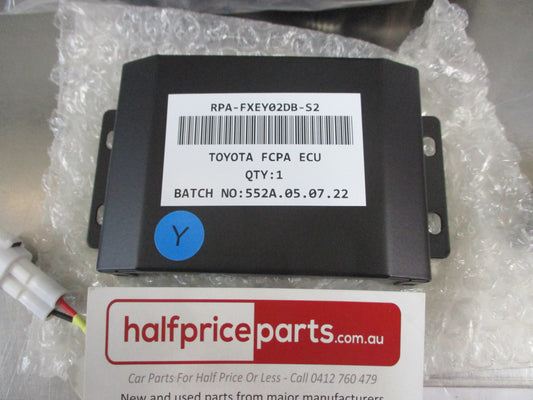 RPA-FXEY02DB-S2
TOYOTA FCPA ECU
QTY:1
BATCH NO:552A.05.07.22
Y
halfpriceparts.com.au
Car Parts For Half Price Or Less - Call 0412 760 479
New and used parts from major manufacturers